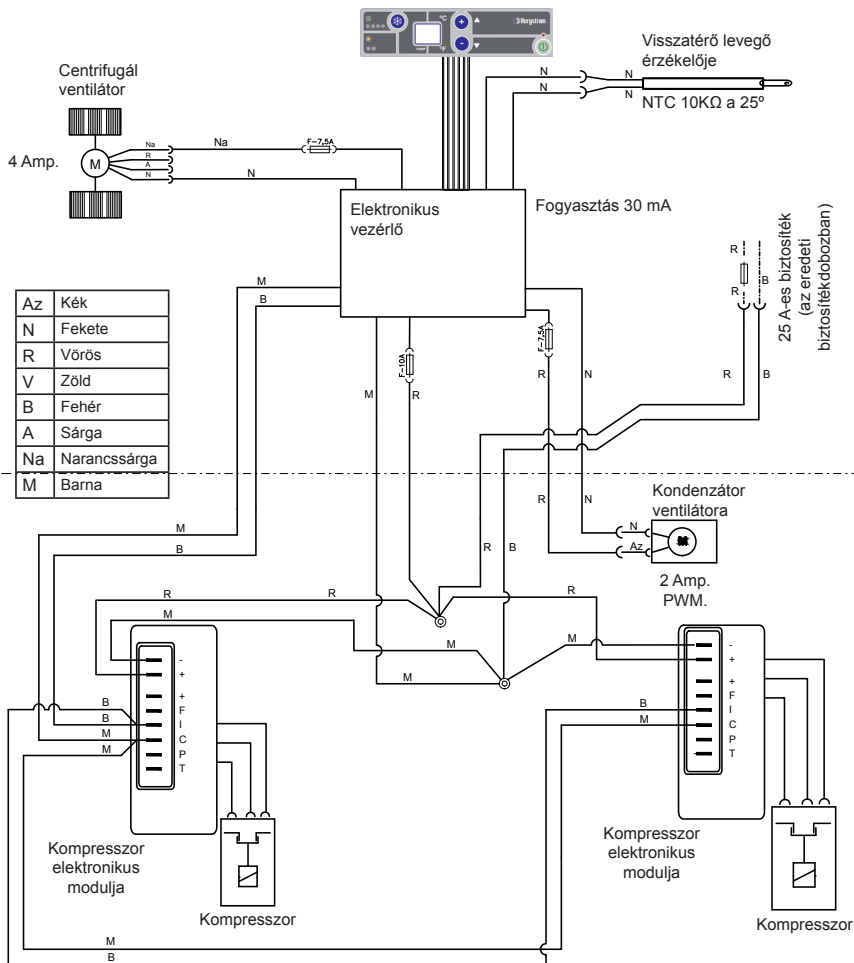 °C
Bergstrom
°F
Visszatérő levegő
érzékelője
NTC 10KΩ a 25º
N
N
N
N
Centrifugál
ventilátor
4 Amp.
M
Na
R
A
N
Na
F-7,5A
N
Elektronikus
vezérlő
Fogyasztás 30 mA
25 A-es biztosíték
(az eredeti
biztosítékdobozban)
R
B
R
R
B
M
B
Az Kék
N Fekete
R Vörös
V Zöld
B Fehér
A Sárga
Na Narancssárga
M Barna
F-10A
F-7,5A
M
R
R
N
R
N
Kondenzátor
ventilátora
N
Az
M
2 Amp.
PWM.
M
B
R
B
R
R
R
M
M
M
M
-
+
+
F
I
C
P
T
B
B
M
M
-
+
+
F
I
C
P
T
B
M
Kompresszor
elektronikus
modulja
Kompresszor
Kompresszor
elektronikus
modulja
Kompresszor
M
B